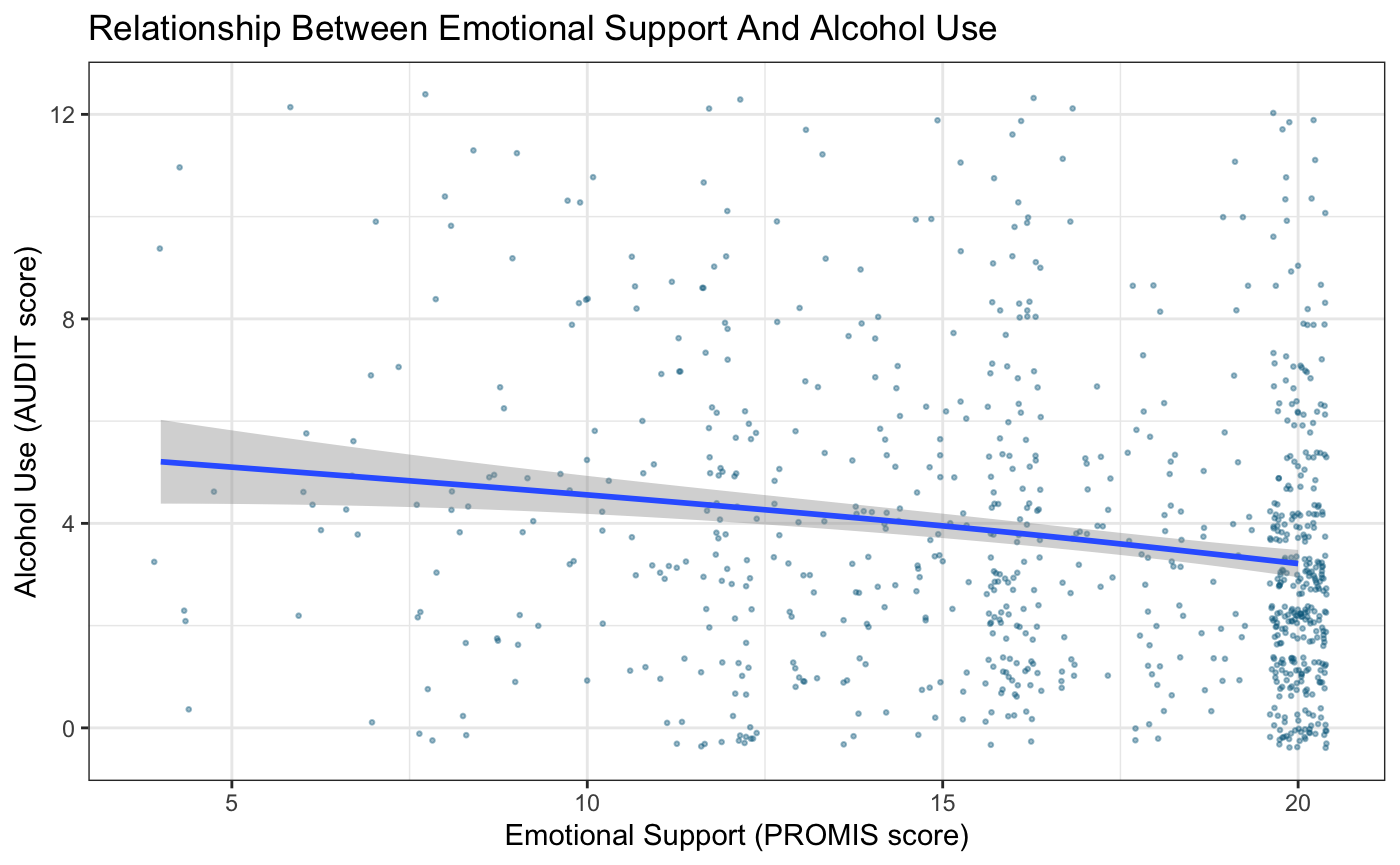 Relationship Between Emotional Support And Alcohol Use
Alcohol Use (AUDIT score)
12
8
4
0
5 10 15 20
Emotional Support (PROMIS score)